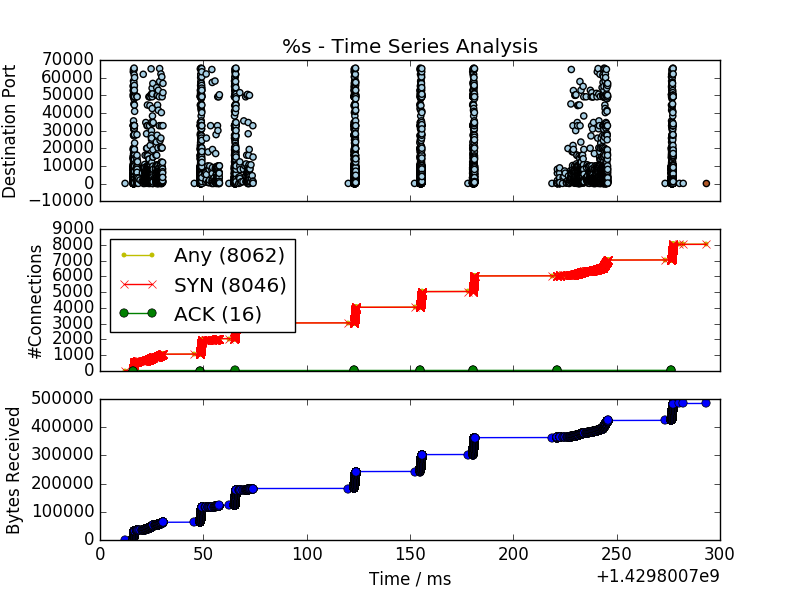 %s - Time Series Analysis
70000
60000
50000
40000
30000
20000
10000
0
−10000
Destination Port
9000
8000
7000
6000
5000
4000
3000
2000
1000
0
#Connections
Any (8062)
SYN (8046)
ACK (16)
500000
400000
300000
200000
100000
0
Bytes Received
0 50 100 150 200 250 300
Time / ms
+1.4298007e9